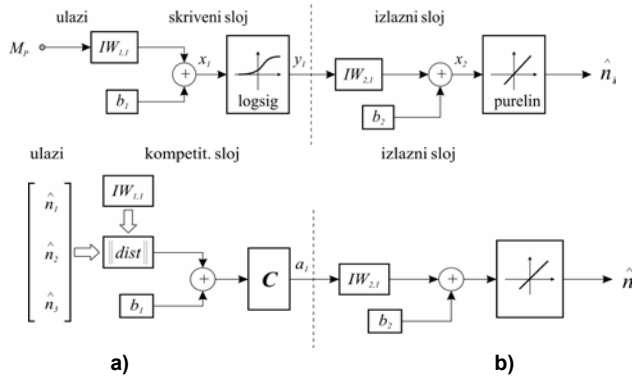 ulazi skriveni sloj izlazni sloj
M_P IW_{1,1} x_1 y_1 IW_{2,1} x_2 n̂_k
+ +
b_1 logsig b_2 purelin
ulazi kompetit. sloj izlazni sloj
IW_{1,1}
n̂_1
n̂_2 ||dist|| C a_1 IW_{2,1} n̂
+ +
n̂_3 b_1 b_2
a) b)